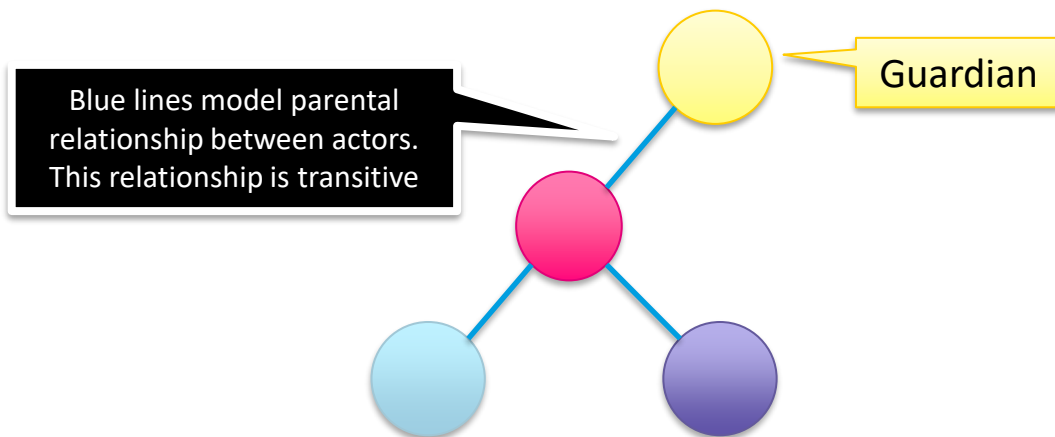 Blue lines model parental
relationship between actors.
This relationship is transitive
Guardian